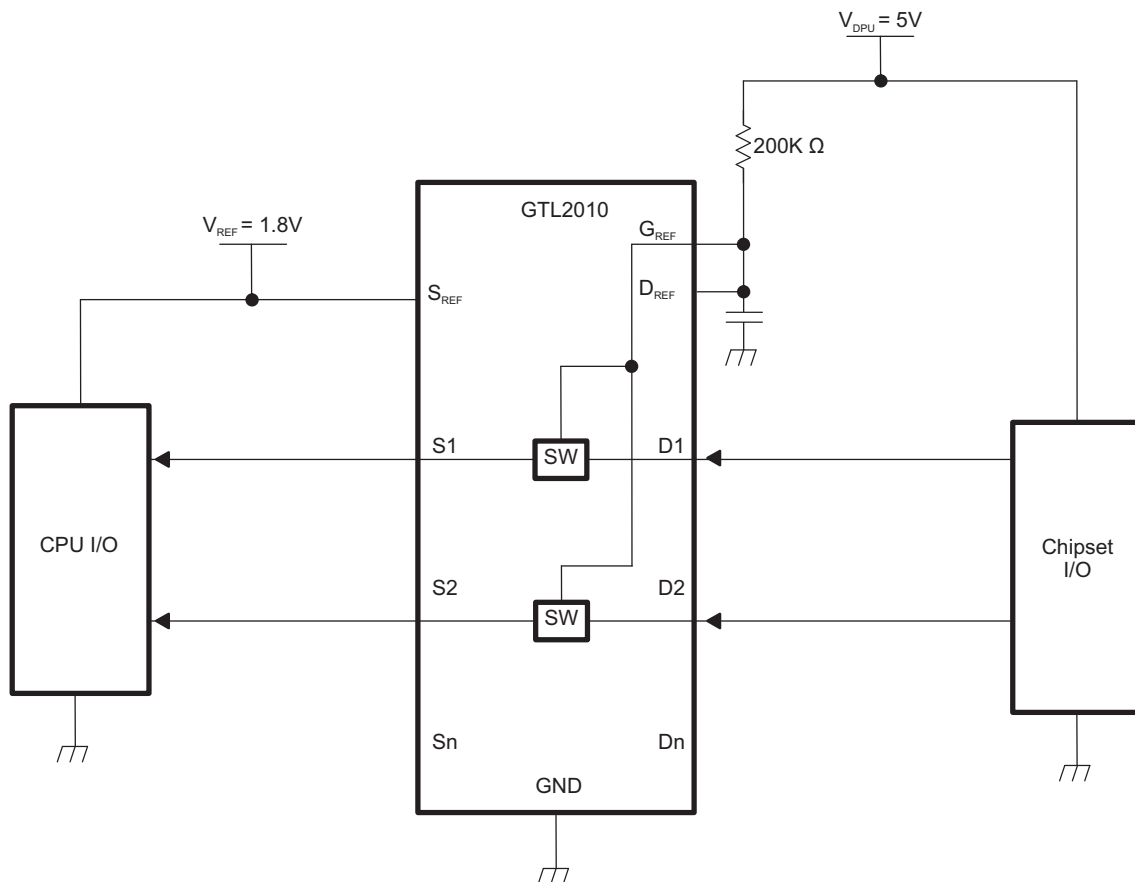 V_DPU = 5V
200K Ω
GTL2010
V_REF = 1.8V
G_REF
D_REF
S_REF
S1
SW
D1
CPU I/O
Chipset
I/O
S2
SW
D2
Sn
Dn
GND